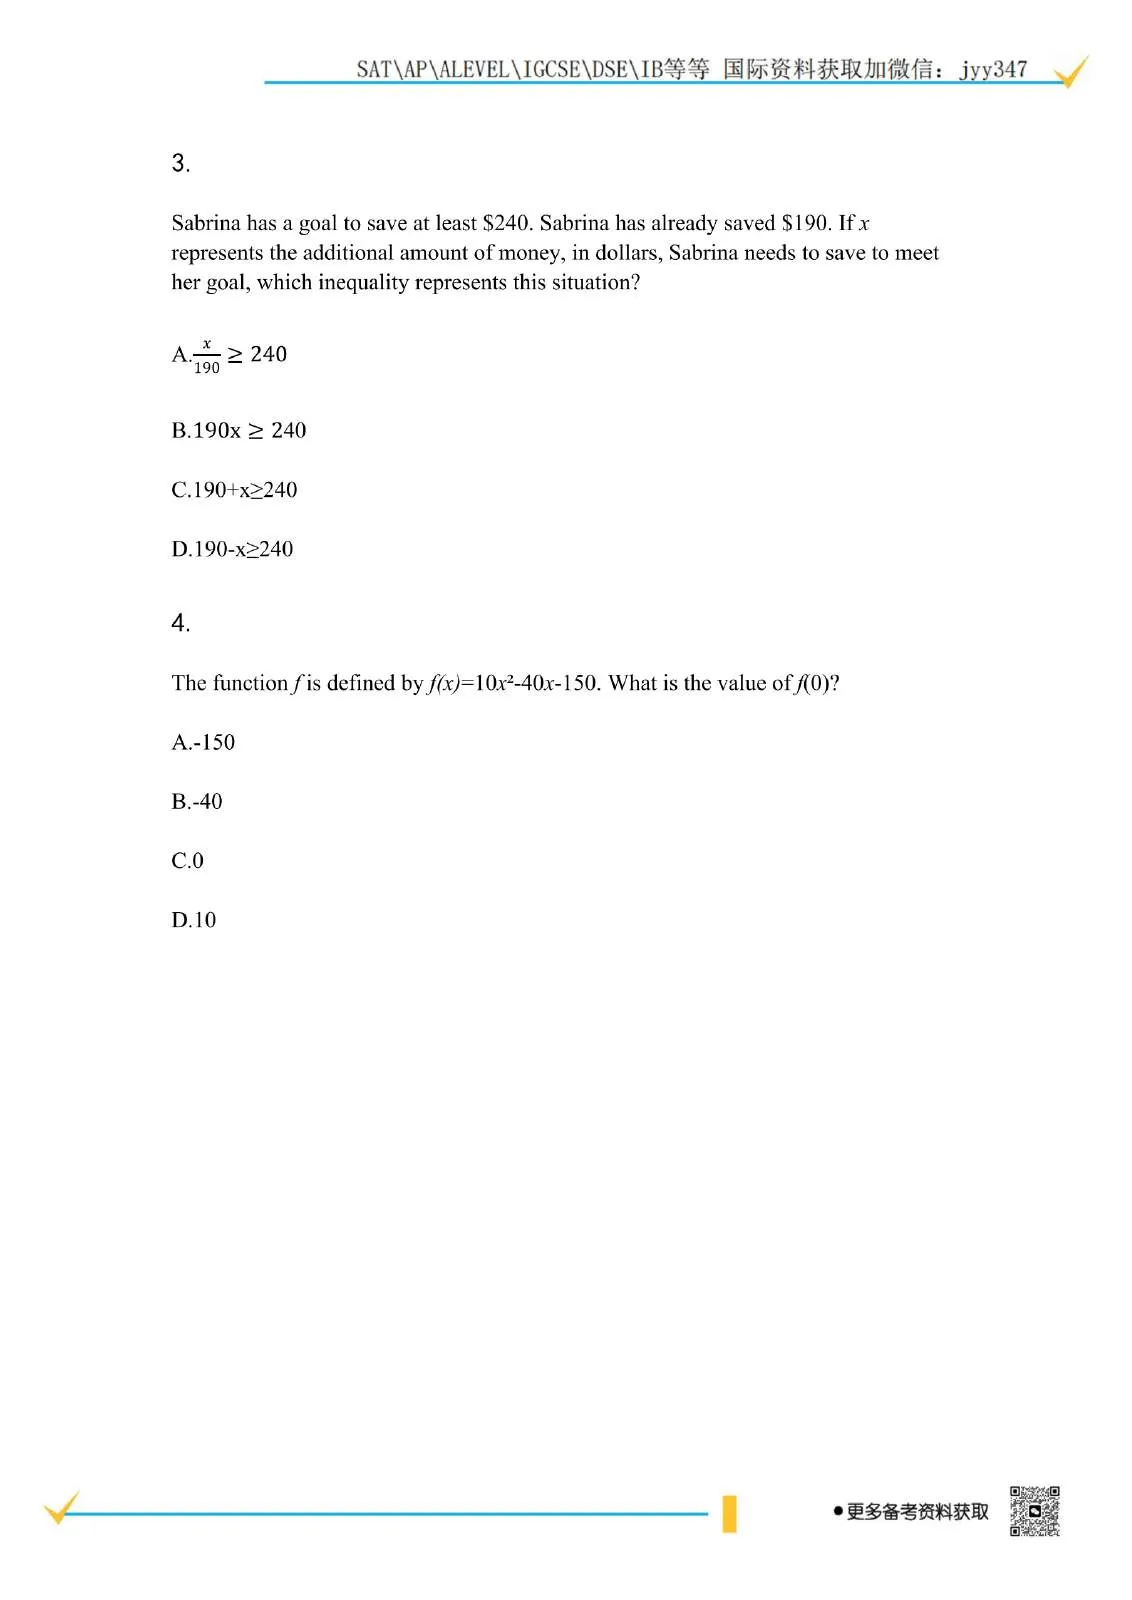 SAT\AP\ALEVEL\IGCSE\DSE\IB等等 国际资料获取加微信：jyy347
3.
Sabrina has a goal to save at least $240. Sabrina has already saved $190. If x
represents the additional amount of money, in dollars, Sabrina needs to save to meet
her goal, which inequality represents this situation?
A. x/190 ≥ 240
B.190x ≥ 240
C.190+x≥240
D.190-x≥240
4.
The function f is defined by f(x)=10x²-40x-150. What is the value of f(0)?
A.-150
B.-40
C.0
D.10
●更多备考资料获取